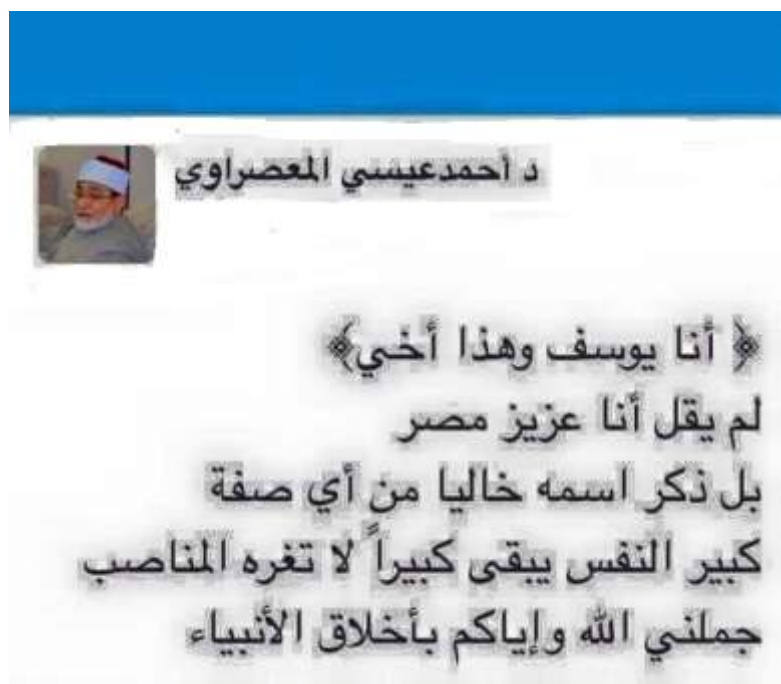 د أحمدعيسي المعصراوي
﴿ أنا يوسف وهذا أخي﴾
لم يقل أنا عزيز مصر
بل ذكر اسمه خاليا من أي صفة
كبير النفس يبقى كبيراً لا تغره المناصب
جملني الله وإياكم بأخلاق الأنبياء